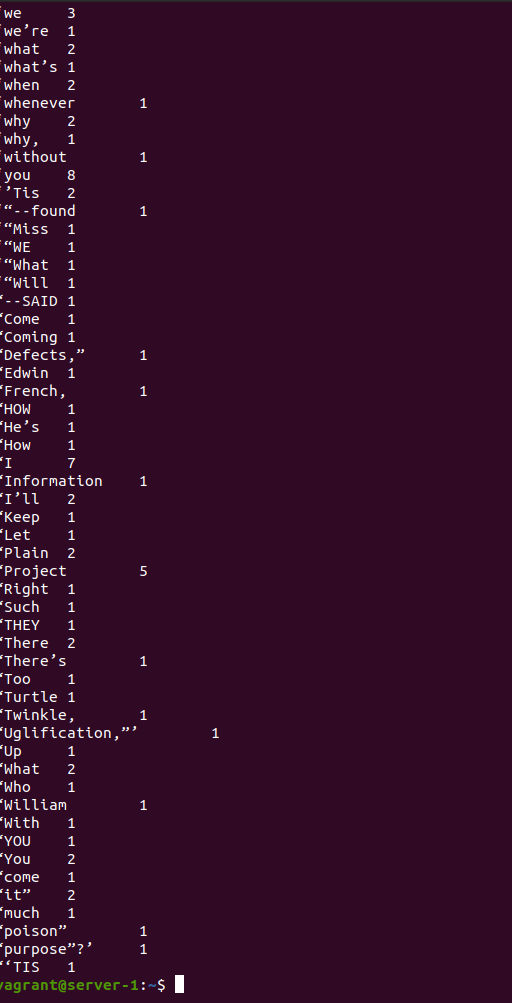 ‘we 3
‘we’re 1
‘what 2
‘what’s 1
‘when 2
‘whenever 1
‘why 2
‘why, 1
‘without 1
‘you 8
‘’Tis 2
‘“--found 1
‘“Miss 1
‘“WE 1
‘“What 1
‘“Will 1
“--SAID 1
“Come 1
“Coming 1
“Defects,” 1
“Edwin 1
“French, 1
“HOW 1
“He’s 1
“How 1
“I 7
“Information 1
“I’ll 2
“Keep 1
“Let 1
“Plain 2
“Project 5
“Right 1
“Such 1
“THEY 1
“There 2
“There’s 1
“Too 1
“Turtle 1
“Twinkle, 1
“Uglification,”’ 1
“Up 1
“What 2
“Who 1
“William 1
“With 1
“YOU 1
“You 2
“come 1
“it” 2
“much 1
“poison” 1
“purpose”?’ 1
“‘TIS 1
vagrant@server-1:~$